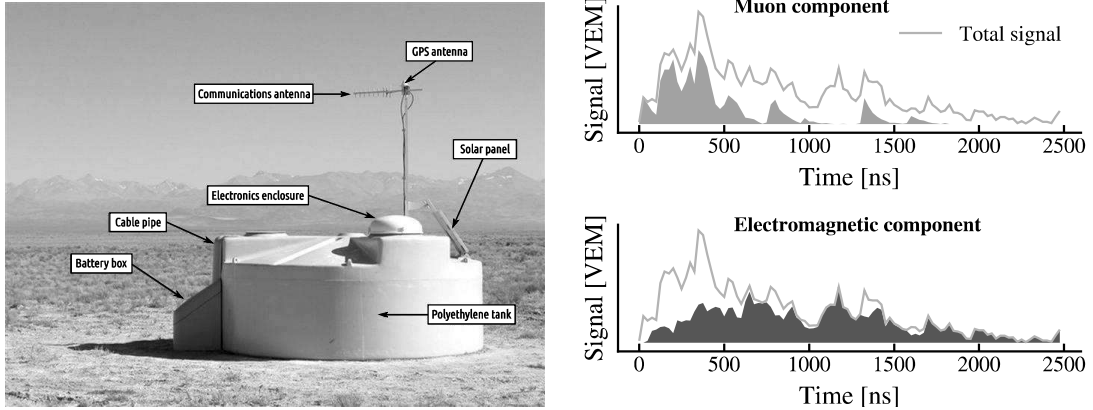 GPS antenna
Communications antenna
Solar panel
Electronics enclosure
Cable pipe
Battery box
Polyethylene tank
Muon component
Total signal
Signal [VEM]
0 500 1000 1500 2000 2500
Time [ns]
Electromagnetic component
Signal [VEM]
0 500 1000 1500 2000 2500
Time [ns]